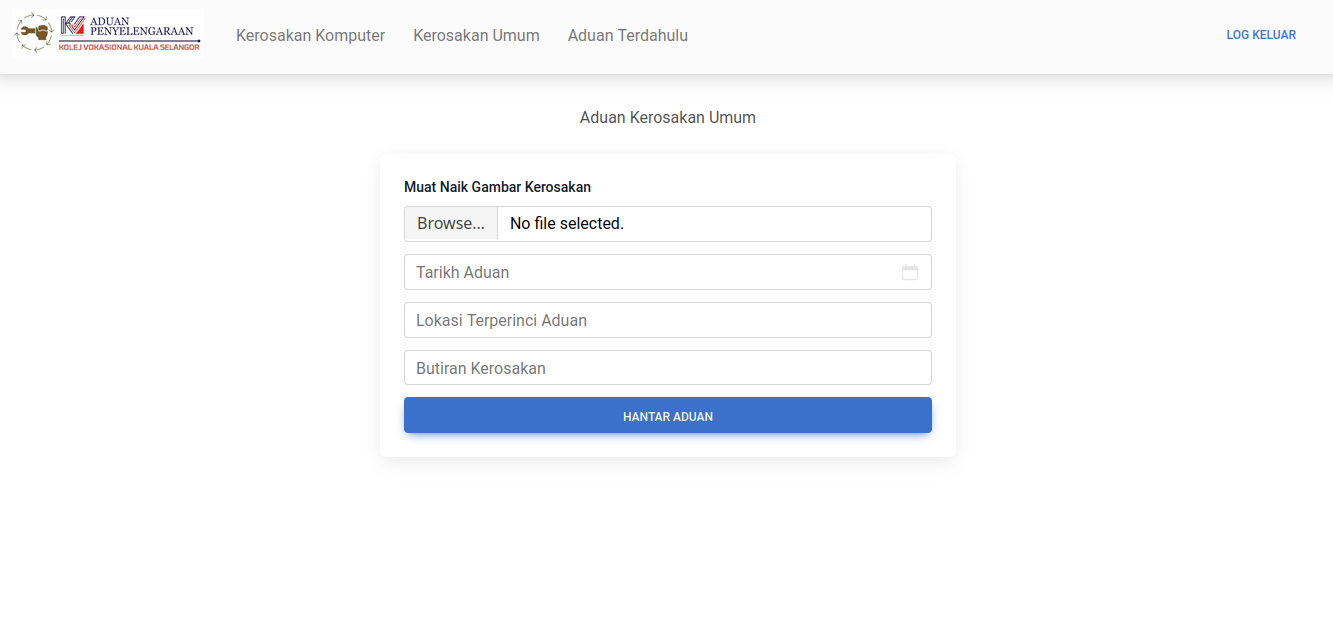 ADUAN
PENYELENGARAAN
KOLEJ VOKASIONAL KUALA SELANGOR
Kerosakan Komputer
Kerosakan Umum
Aduan Terdahulu
LOG KELUAR
Aduan Kerosakan Umum
Muat Naik Gambar Kerosakan
Browse... No file selected.
Tarikh Aduan
Lokasi Terperinci Aduan
Butiran Kerosakan
HANTAR ADUAN